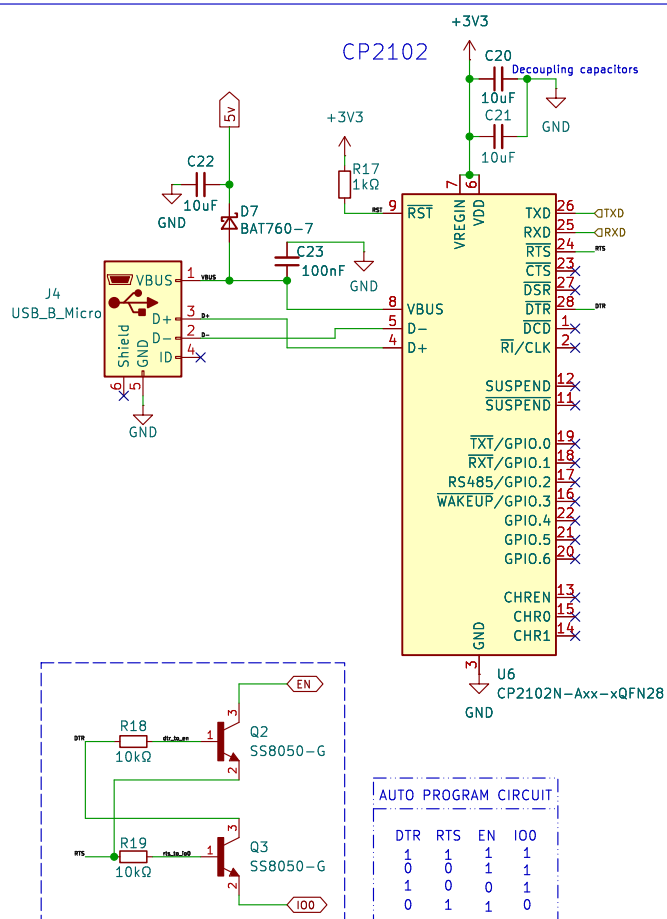 +3V3
CP2102
C20
Decoupling capacitors
10uF
GND
C21
10uF
5v
+3V3
C22
10uF
GND
R17
1kΩ
D7
BAT760-7
C23
100nF
GND
J4
USB_B_Micro
VBUS 1 VBUS
D+ 3 D+
D- 2 D-
ID 4
Shield
GND
6 5
GND
7 6
VREGIN
VDD
RST 9 RST
8 VBUS
5 D-
4 D+
TXD 26 TXD
RXD 25 RXD
RTS 24 RTS
CTS 23
DSR 27
DTR 28 DTR
DCD 1
RI/CLK 2
SUSPEND 12
SUSPEND 11
TXT/GPIO.0 19
RXT/GPIO.1 18
RS485/GPIO.2 17
WAKEUP/GPIO.3 16
GPIO.4 22
GPIO.5 21
GPIO.6 20
CHREN 13
CHR0 15
CHR1 14
GND
3
GND
U6
CP2102N-Axx-xQFN28
EN
DTR
R18
10kΩ
dtr_to_en
1
3
2
Q2
SS8050-G
RTS
R19
10kΩ
rts_to_io0
1
3
2
Q3
SS8050-G
IO0
AUTO PROGRAM CIRCUIT
DTR RTS EN IO0
1 1 1 1
0 0 1 1
1 0 0 1
0 1 1 0